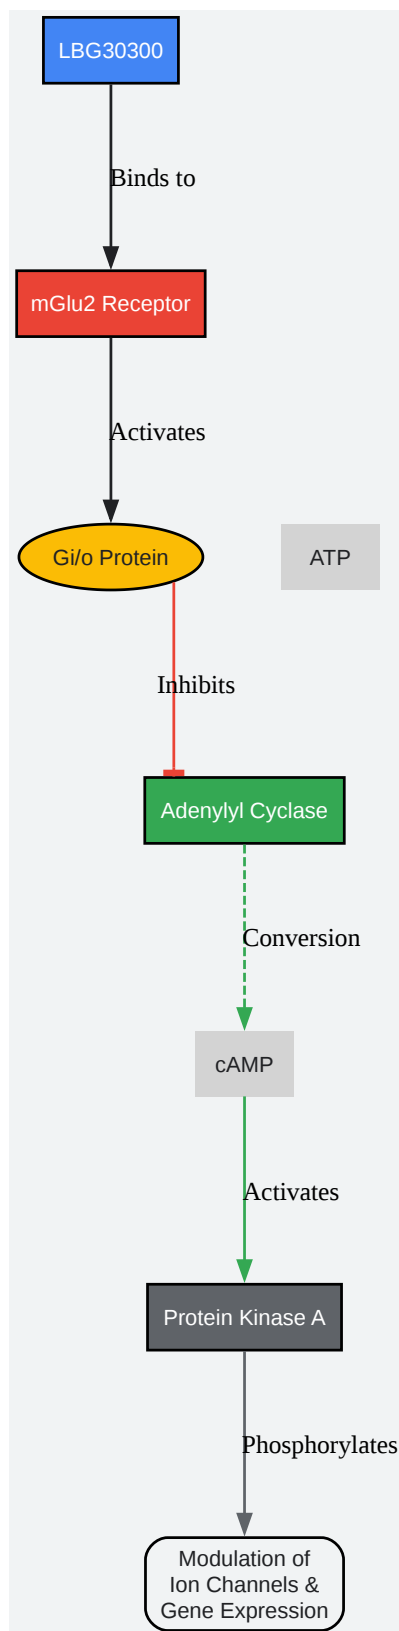 LBG30300
Binds to
mGlu2 Receptor
Activates
Gi/o Protein
ATP
Inhibits
Adenylyl Cyclase
Conversion
cAMP
Activates
Protein Kinase A
Phosphorylates
Modulation of
Ion Channels &
Gene Expression